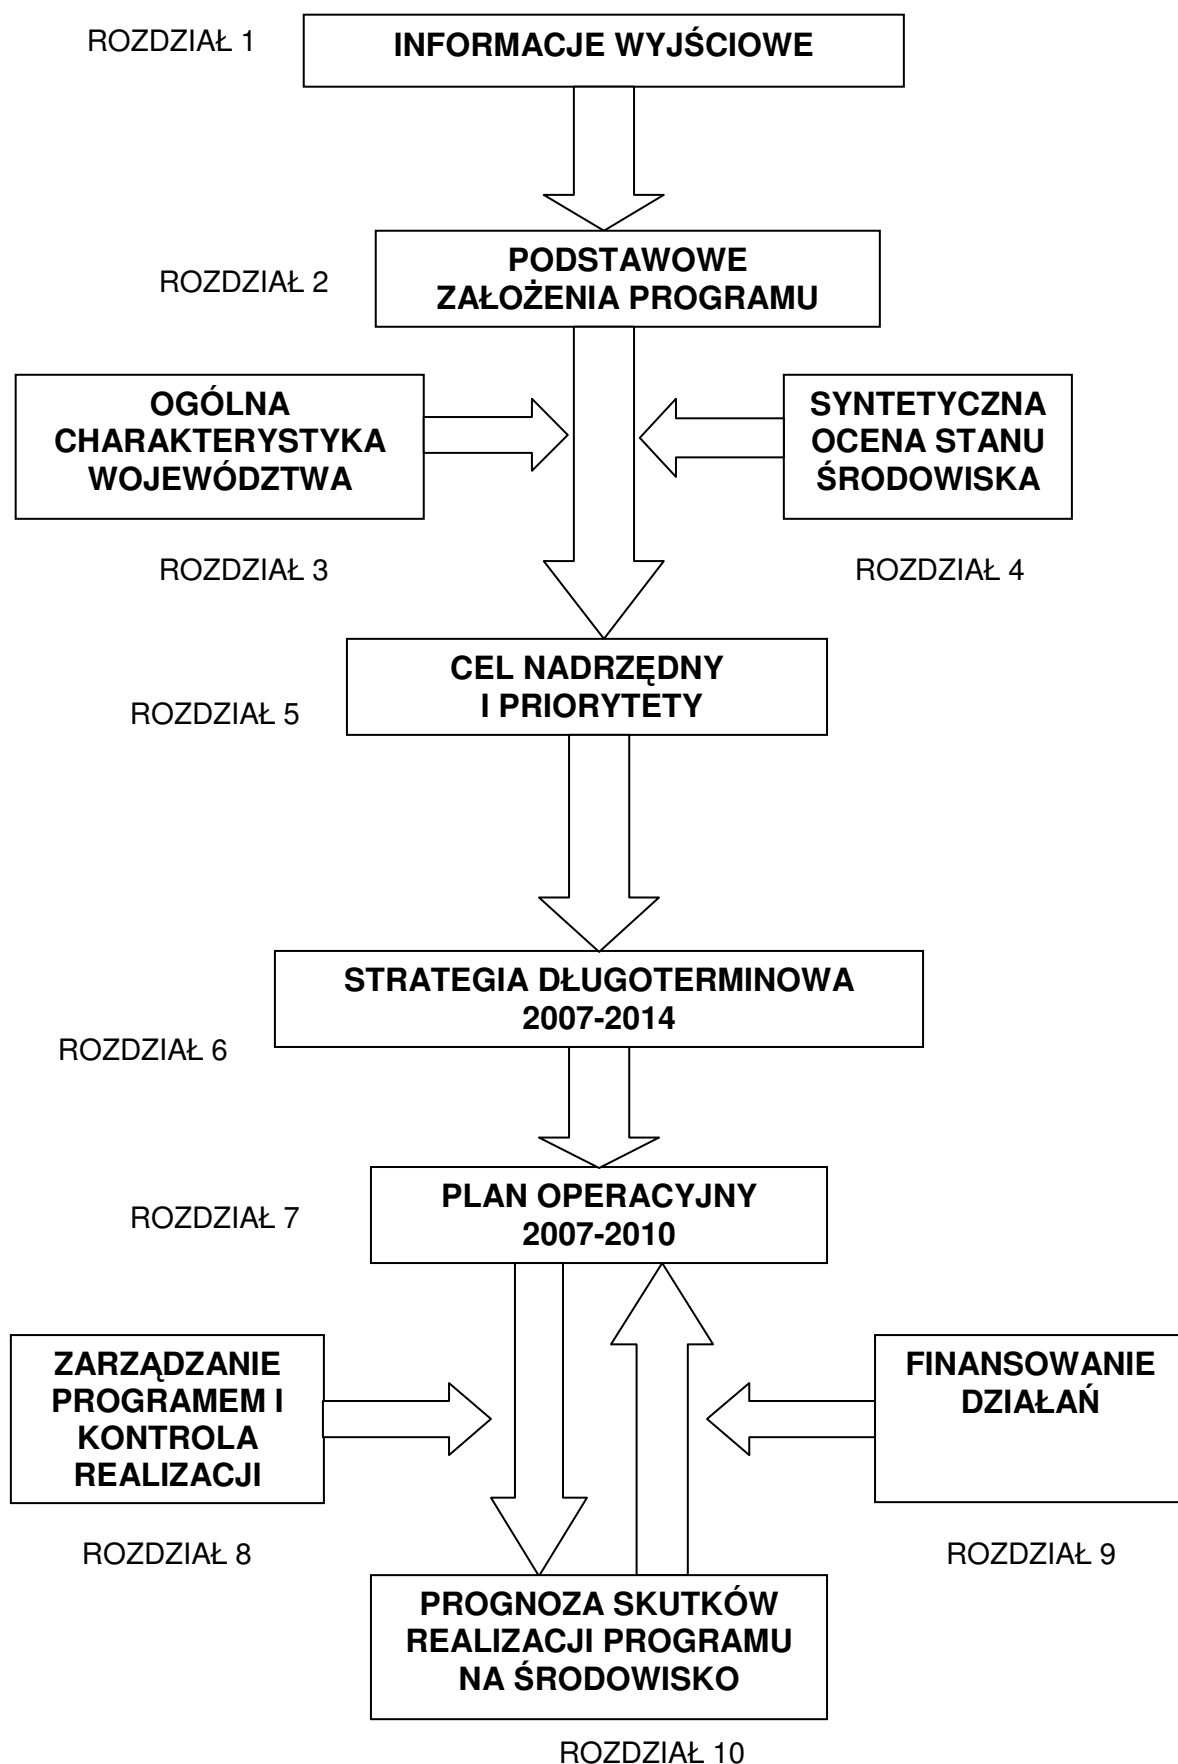 ROZDZIAŁ 1
INFORMACJE WYJŚCIOWE
ROZDZIAŁ 2
PODSTAWOWE
ZAŁOŻENIA PROGRAMU
OGÓLNA
CHARAKTERYSTYKA
WOJEWÓDZTWA
ROZDZIAŁ 3
SYNTETYCZNA
OCENA STANU
ŚRODOWISKA
ROZDZIAŁ 4
CEL NADRZĘDNY
I PRIORYTETY
ROZDZIAŁ 5
STRATEGIA DŁUGOTERMINOWA
2007-2014
ROZDZIAŁ 6
PLAN OPERACYJNY
2007-2010
ROZDZIAŁ 7
ZARZĄDZANIE
PROGRAMEM I
KONTROLA
REALIZACJI
ROZDZIAŁ 8
FINANSOWANIE
DZIAŁAŃ
ROZDZIAŁ 9
PROGNOZA SKUTKÓW
REALIZACJI PROGRAMU
NA ŚRODOWISKO
ROZDZIAŁ 10